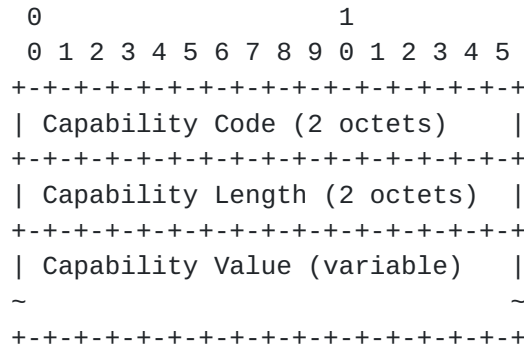 0                   1
 0 1 2 3 4 5 6 7 8 9 0 1 2 3 4 5
+-+-+-+-+-+-+-+-+-+-+-+-+-+-+-+-+
| Capability Code (2 octets)    |
+-+-+-+-+-+-+-+-+-+-+-+-+-+-+-+-+
| Capability Length (2 octets)  |
+-+-+-+-+-+-+-+-+-+-+-+-+-+-+-+-+
| Capability Value (variable)   |
~                               ~
+-+-+-+-+-+-+-+-+-+-+-+-+-+-+-+-+